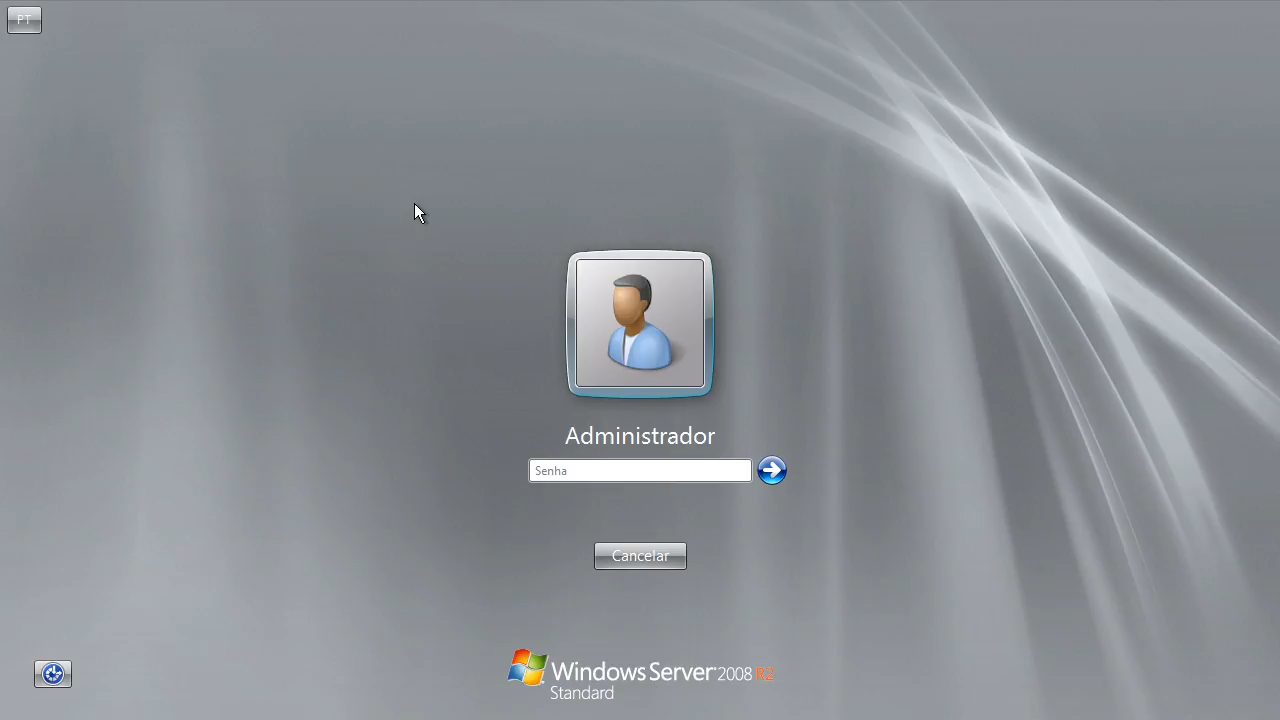 PT
Administrador
Senha
Cancelar
Windows Server 2008 R2
Standard